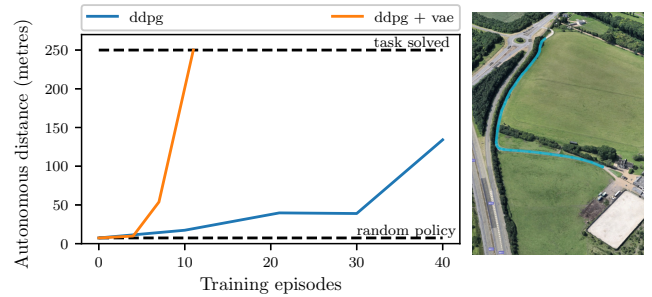 ddpg
ddpg + vae
Autonomous distance (metres)
250
200
150
100
50
0
task solved
random policy
0
10
20
30
40
Training episodes